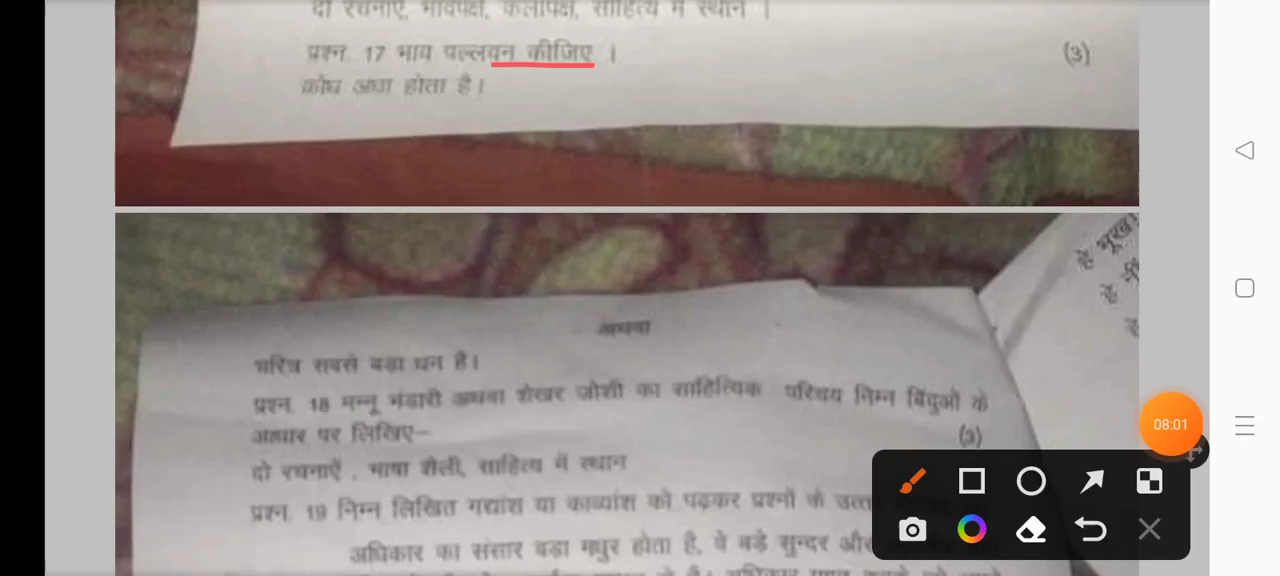 दो रचनाएँ, भावपक्ष, कलापक्ष, साहित्य में स्थान ।
प्रश्न. 17 भाव पल्लवन कीजिए । (3)
क्रोध अंधा होता है।
अथवा
चरित्र सबसे बड़ा धन है।
प्रश्न. 18 मन्नू भंडारी अथवा शेखर जोशी का साहित्यिक परिचय निम्न बिंदुओं के
आधार पर लिखिए– (3)
दो रचनाऐं , भाषा शैली, साहित्य में स्थान
प्रश्न. 19 निम्न लिखित गद्यांश या काव्यांश को पढ़कर प्रश्नों के
अधिकार का संसार बड़ा मधुर होता है, वे बड़े सुन्दर और
हैं भूख
हैं
08:01